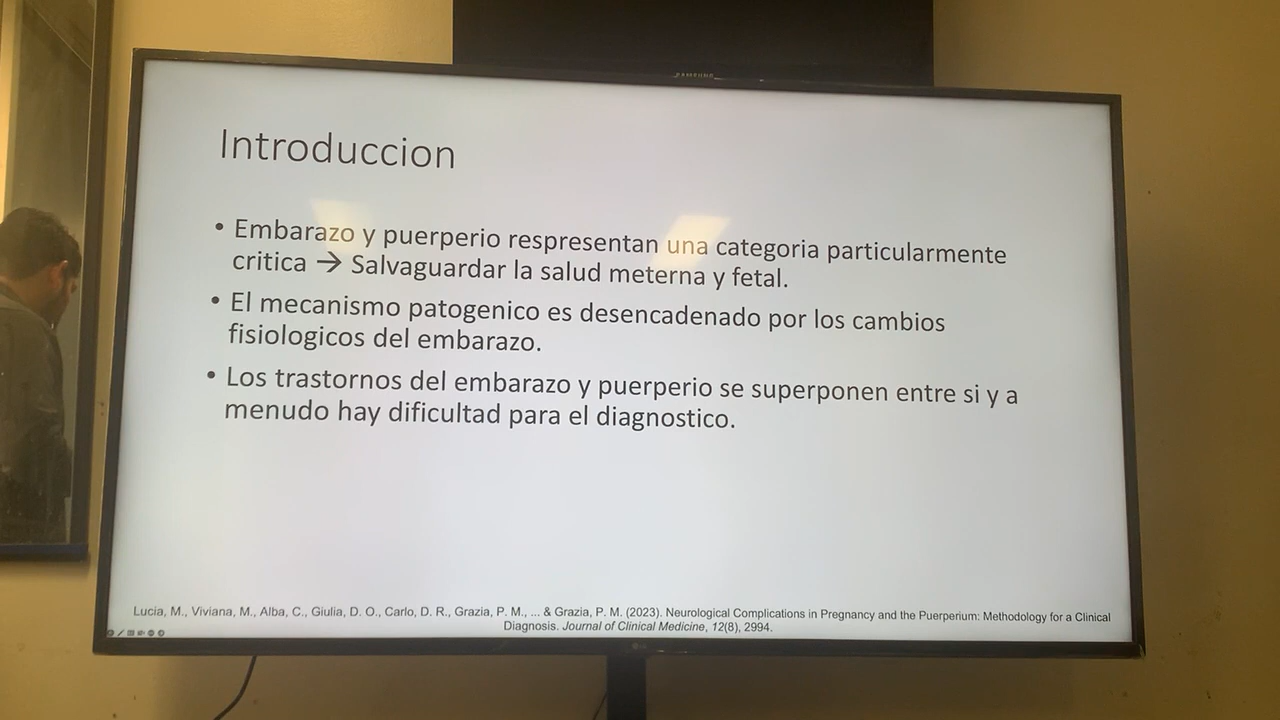 SAMSUNG
Introduccion
• Embarazo y puerperio respresentan una categoria particularmente
critica → Salvaguardar la salud meterna y fetal.
• El mecanismo patogenico es desencadenado por los cambios
fisiologicos del embarazo.
• Los trastornos del embarazo y puerperio se superponen entre si y a
menudo hay dificultad para el diagnostico.
Lucia, M., Viviana, M., Alba, C., Giulia, D. O., Carlo, D. R., Grazia, P. M., ... & Grazia, P. M. (2023). Neurological Complications in Pregnancy and the Puerperium: Methodology for a Clinical
Diagnosis. Journal of Clinical Medicine, 12(8), 2994.
LG